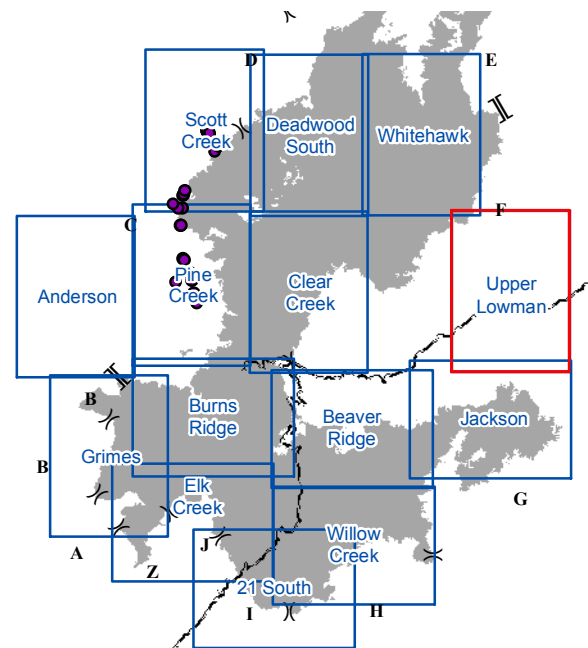 D
E
Scott
Creek
Deadwood
South
Whitehawk
C
F
Anderson
Pine
Creek
Clear
Creek
Upper
Lowman
B
Burns
Ridge
Beaver
Ridge
Jackson
B
Grimes
Elk
Creek
G
A
J
Willow
Creek
Z
21 South
I
H